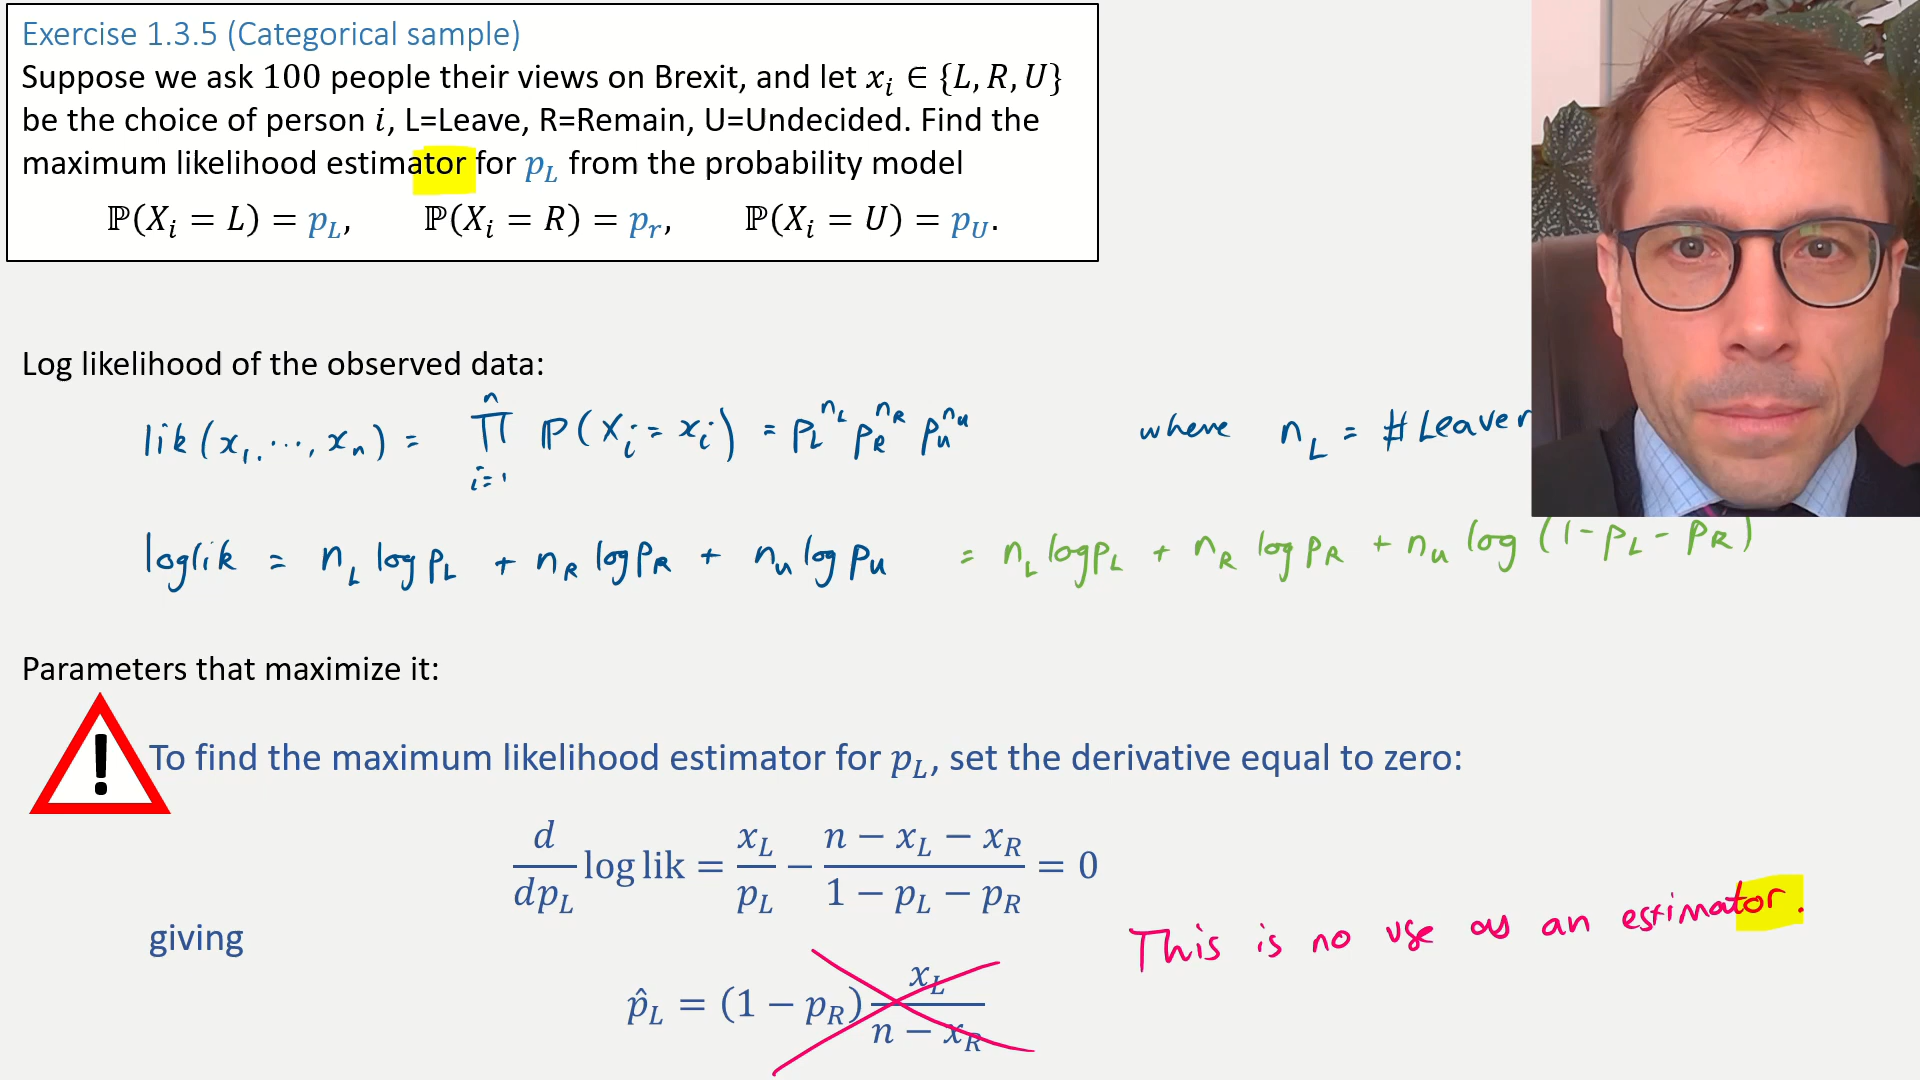 Exercise 1.3.5 (Categorical sample)
Suppose we ask 100 people their views on Brexit, and let xᵢ ∈ {L, R, U}
be the choice of person i, L=Leave, R=Remain, U=Undecided. Find the
maximum likelihood estimator for p_L from the probability model
ℙ(Xᵢ = L) = p_L, ℙ(Xᵢ = R) = p_r, ℙ(Xᵢ = U) = p_U.
Log likelihood of the observed data:
lik(x₁, ..., xₙ) = ∏_{i=1}^{n} ℙ(Xᵢ = xᵢ) = p_L^{n_L} p_R^{n_R} p_U^{n_U} where n_L = # Leaver
loglik = n_L log p_L + n_R log p_R + n_U log p_U = n_L log p_L + n_R log p_R + n_U log (1 - p_L - p_R)
Parameters that maximize it:
!
To find the maximum likelihood estimator for p_L, set the derivative equal to zero:
d/dp_L log lik = x_L/p_L − (n − x_L − x_R)/(1 − p_L − p_R) = 0
giving
This is no use as an estimator.
p̂_L = (1 − p_R) x_L/(n − x_R)